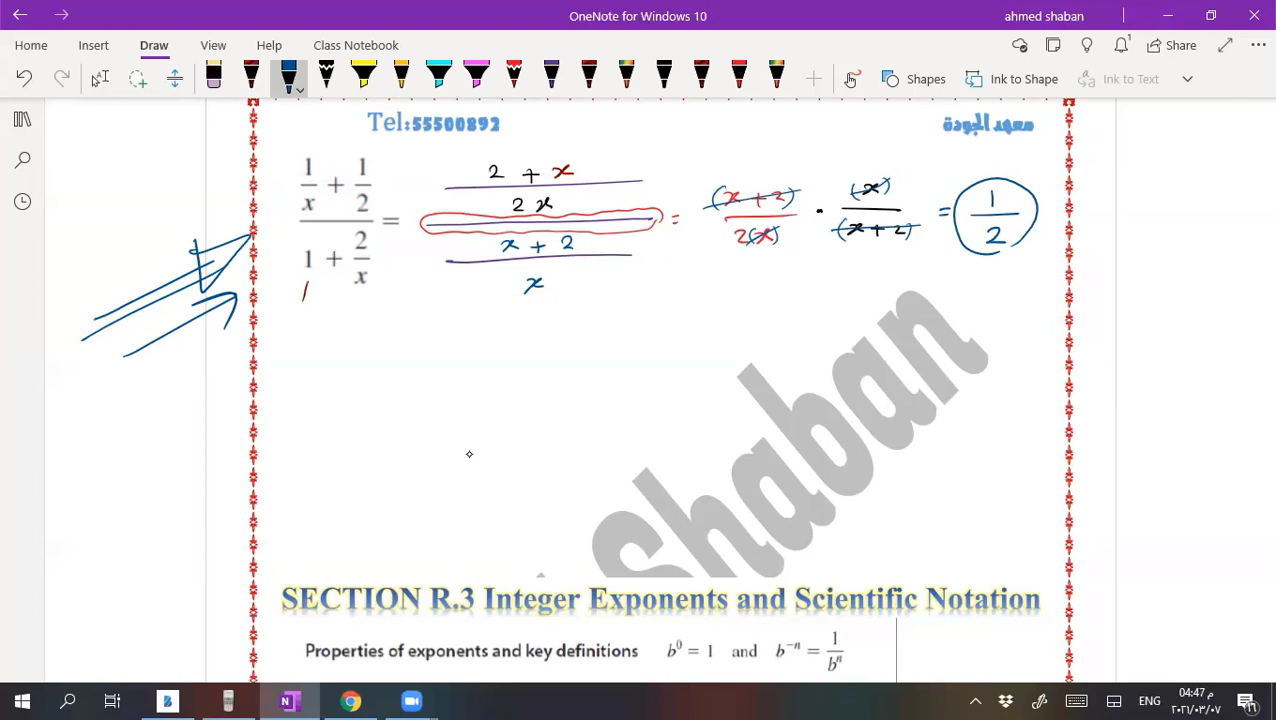 OneNote for Windows 10
ahmed shaban
Home Insert Draw View Help Class Notebook
Share
Shapes Ink to Shape Ink to Text
Tel:55500892
معهد الجودة
1/x + 1/2 2 + x (x + 2) (x) 1
2x 2(x) · (x + 2) = 2
1 + 2/x = x + 2 =
1 x
Shaban
SECTION R.3 Integer Exponents and Scientific Notation
Properties of exponents and key definitions b⁰ = 1 and b⁻ⁿ = 1/bⁿ
ENG
04:47 م
٢٠٢١/٠٣/٠٧